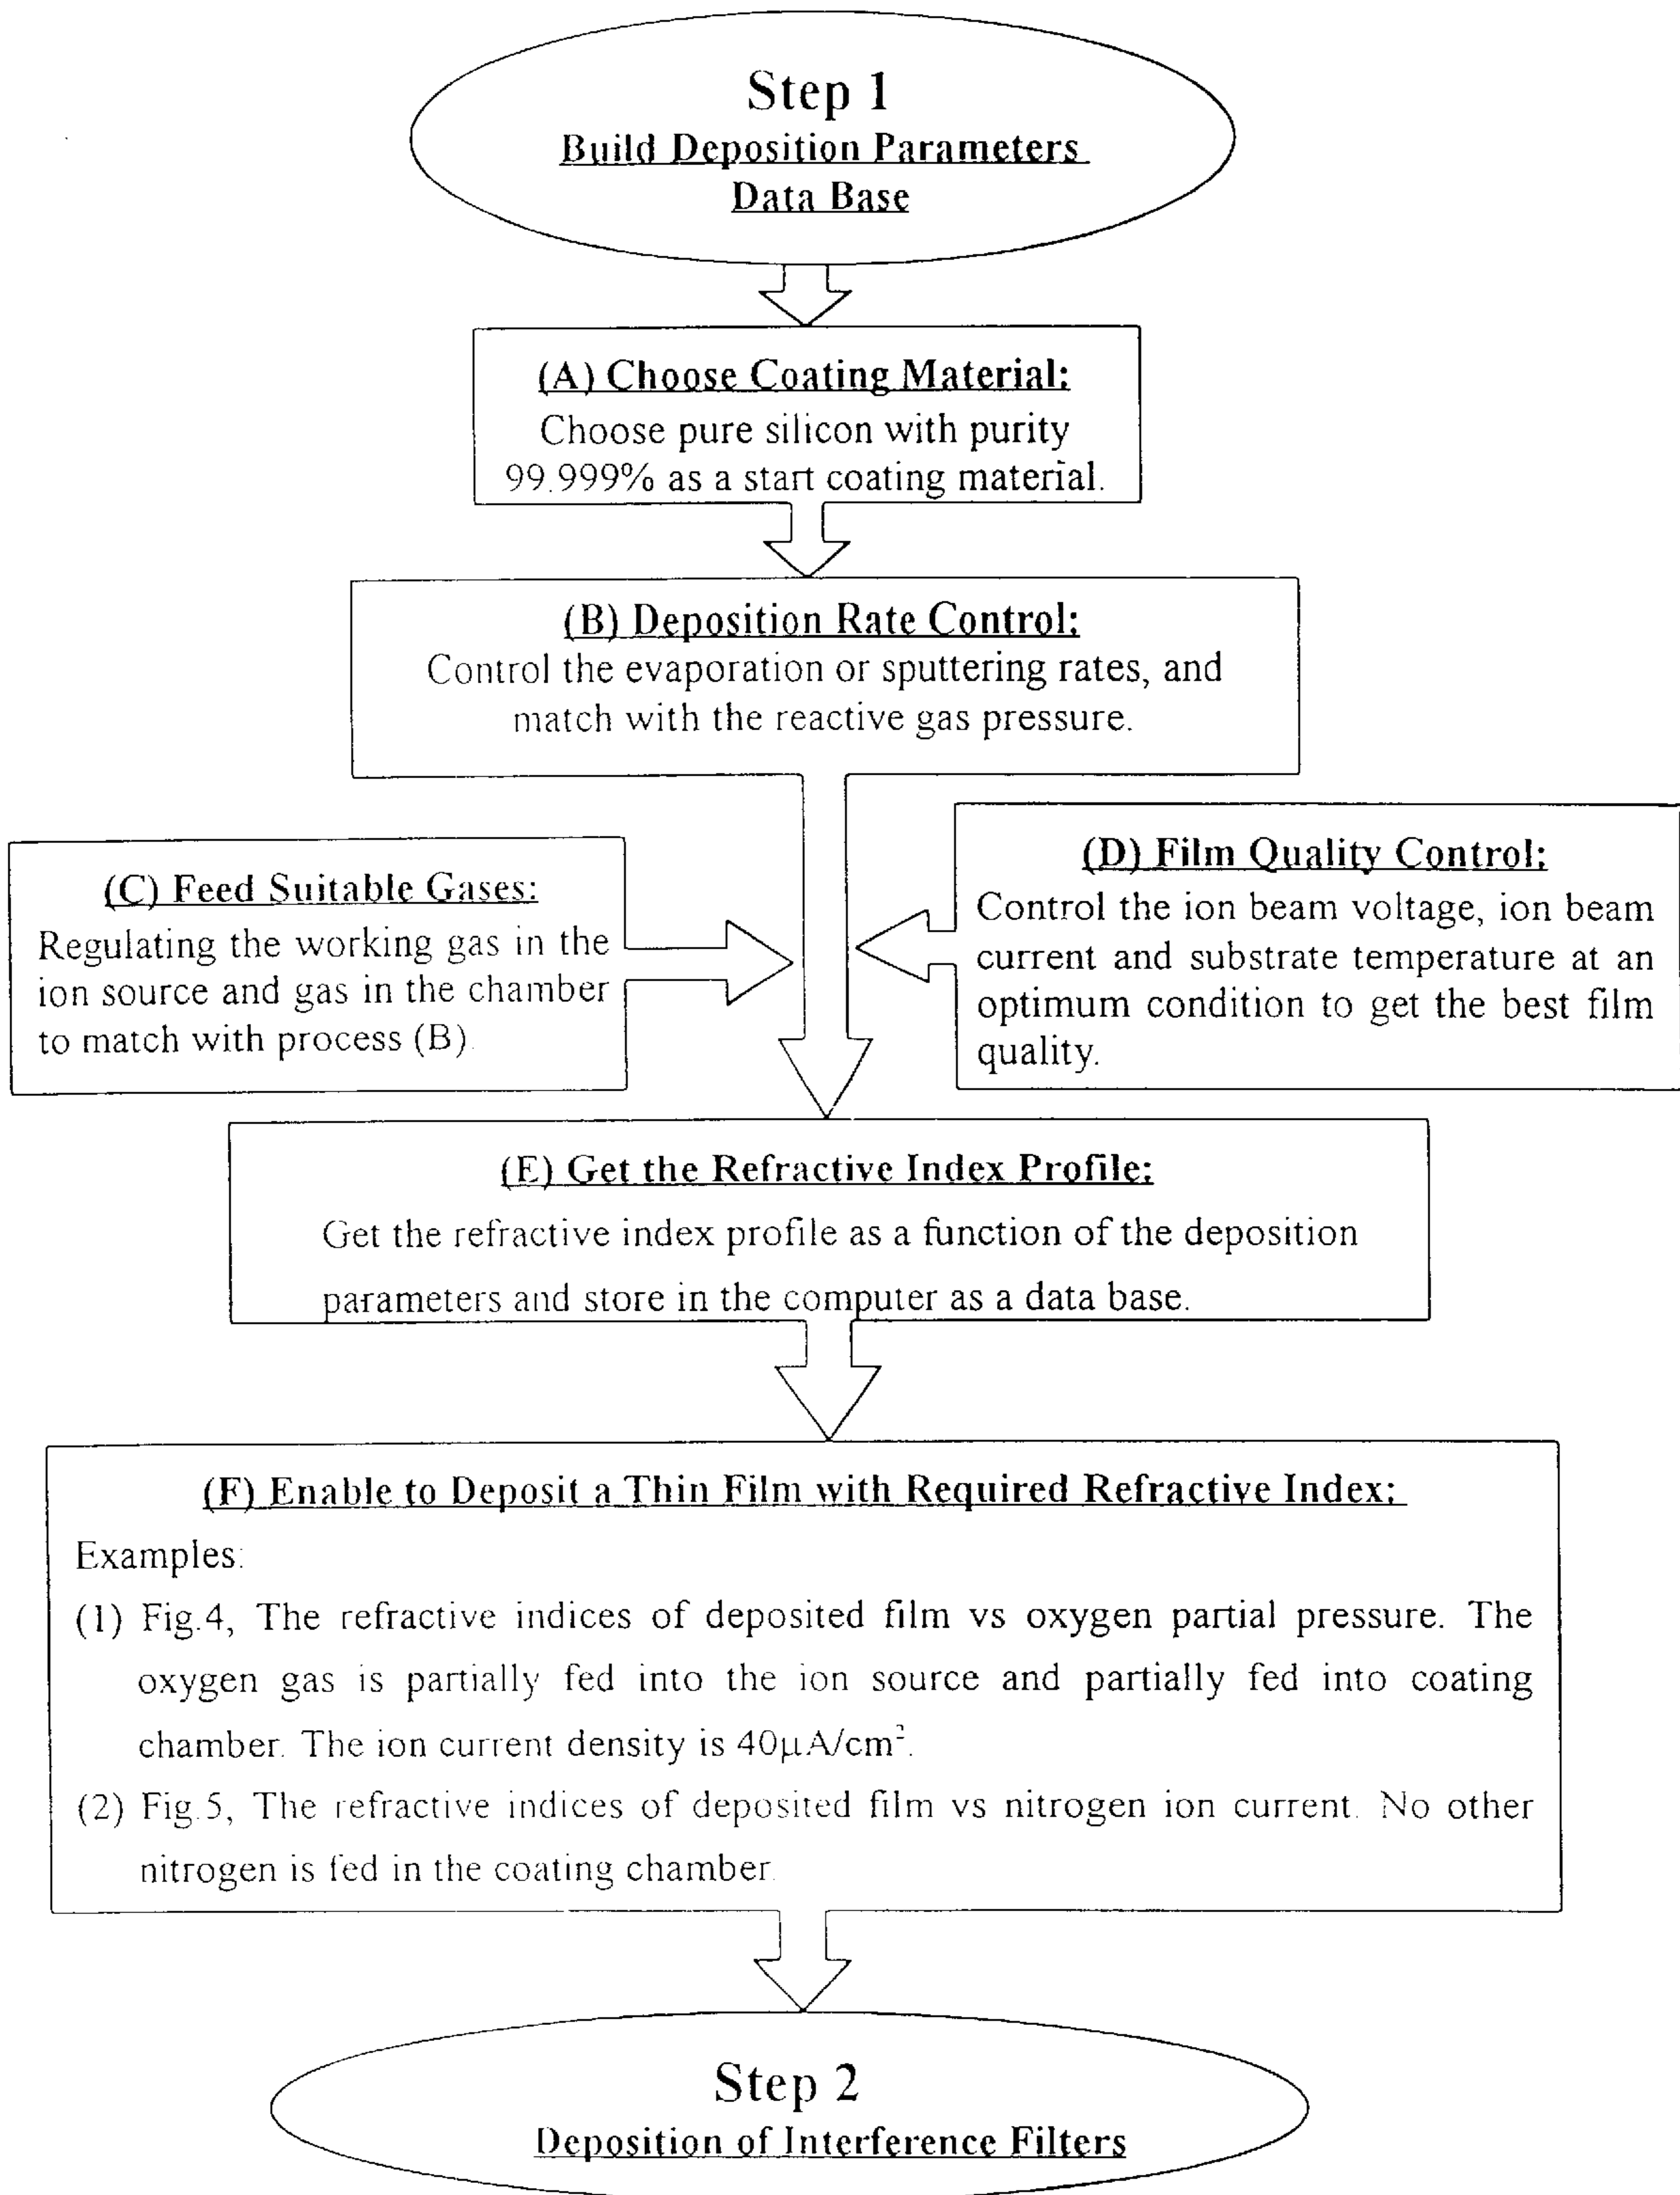 Step 1
Build Deposition Parameters
Data Base
(A) Choose Coating Material:
Choose pure silicon with purity
99.999% as a start coating material.
(B) Deposition Rate Control:
Control the evaporation or sputtering rates, and
match with the reactive gas pressure.
(C) Feed Suitable Gases:
Regulating the working gas in the
ion source and gas in the chamber
to match with process (B).
(D) Film Quality Control:
Control the ion beam voltage, ion beam
current and substrate temperature at an
optimum condition to get the best film
quality.
(E) Get the Refractive Index Profile:
Get the refractive index profile as a function of the deposition
parameters and store in the computer as a data base.
(F) Enable to Deposit a Thin Film with Required Refractive Index:
Examples:
(1) Fig.4, The refractive indices of deposited film vs oxygen partial pressure. The
oxygen gas is partially fed into the ion source and partially fed into coating
chamber. The ion current density is 40μA/cm².
(2) Fig.5, The refractive indices of deposited film vs nitrogen ion current. No other
nitrogen is fed in the coating chamber.
Step 2
Deposition of Interference Filters